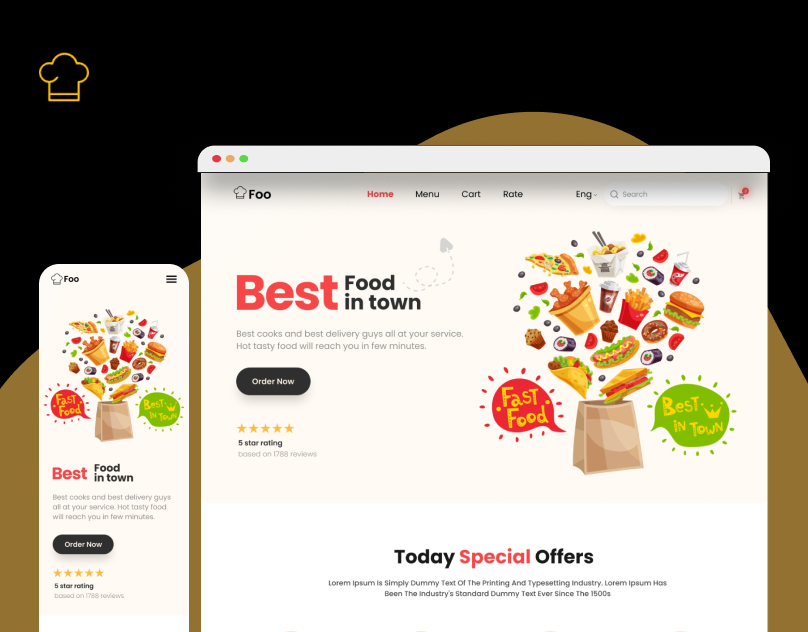 Foo
Home Menu Cart Rate
Eng
Search
Best
Food
in town
Best cooks and best delivery guys all at your service.
Hot tasty food will reach you in few minutes.
Order Now
5 star rating
based on 1788 reviews
Fast
Food
Best
in Town
Today Special Offers
Lorem Ipsum Is Simply Dummy Text Of The Printing And Typesetting Industry. Lorem Ipsum Has
Been The Industry's Standard Dummy Text Ever Since The 1500s
Foo
Fast
Food
Best
in Town
Best
Food
in town
Best cooks and best delivery guys
all at your service. Hot tasty food
will reach you in few minutes.
Order Now
5 star rating
based on 1788 reviews